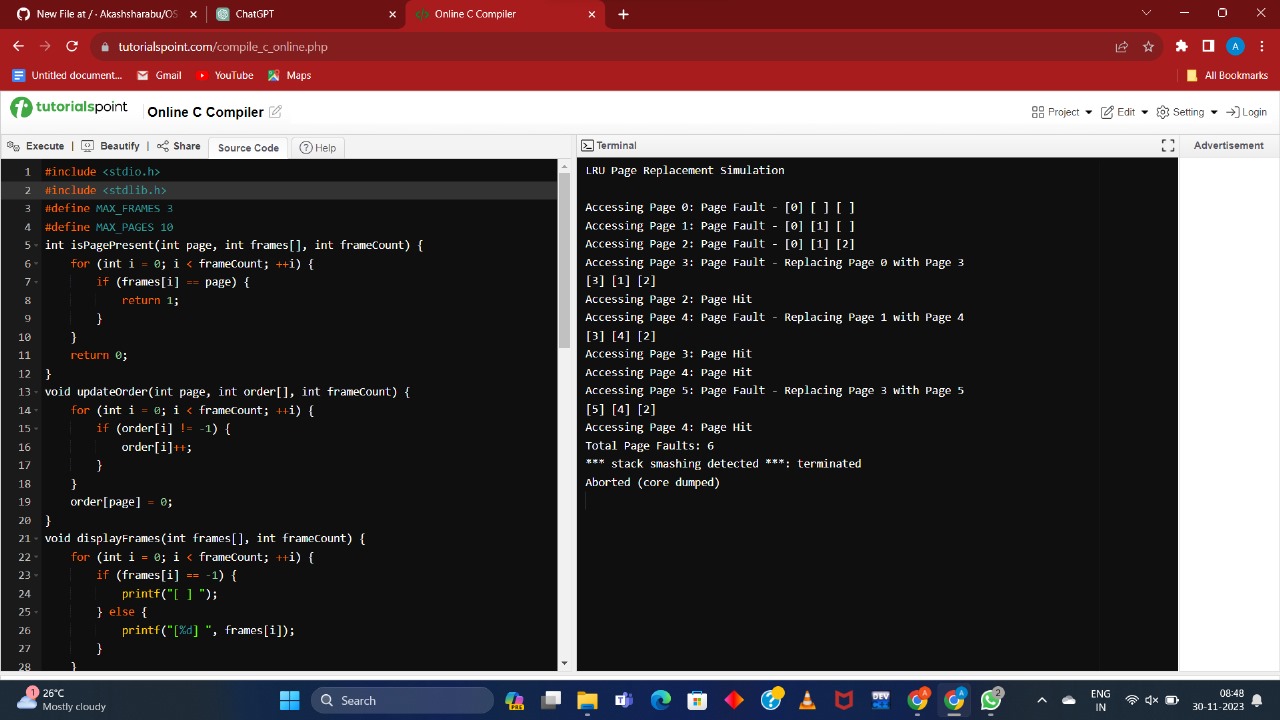 New File at / · Akashsharabu/OS
ChatGPT
Online C Compiler
tutorialspoint.com/compile_c_online.php
A
Untitled document...
Gmail
YouTube
Maps
All Bookmarks
tutorialspoint
Online C Compiler
Project
Edit
Setting
Login
Execute | Beautify | Share
Source Code
Help
Terminal
Advertisement
1 #include <stdio.h>
2 #include <stdlib.h>
3 #define MAX_FRAMES 3
4 #define MAX_PAGES 10
5 int isPagePresent(int page, int frames[], int frameCount) {
6 for (int i = 0; i < frameCount; ++i) {
7 if (frames[i] == page) {
8 return 1;
9 }
10 }
11 return 0;
12 }
13 void updateOrder(int page, int order[], int frameCount) {
14 for (int i = 0; i < frameCount; ++i) {
15 if (order[i] != -1) {
16 order[i]++;
17 }
18 }
19 order[page] = 0;
20 }
21 void displayFrames(int frames[], int frameCount) {
22 for (int i = 0; i < frameCount; ++i) {
23 if (frames[i] == -1) {
24 printf("[ ] ");
25 } else {
26 printf("[%d] ", frames[i]);
27 }
28 }
LRU Page Replacement Simulation
Accessing Page 0: Page Fault - [0] [ ] [ ]
Accessing Page 1: Page Fault - [0] [1] [ ]
Accessing Page 2: Page Fault - [0] [1] [2]
Accessing Page 3: Page Fault - Replacing Page 0 with Page 3
[3] [1] [2]
Accessing Page 2: Page Hit
Accessing Page 4: Page Fault - Replacing Page 1 with Page 4
[3] [4] [2]
Accessing Page 3: Page Hit
Accessing Page 4: Page Hit
Accessing Page 5: Page Fault - Replacing Page 3 with Page 5
[5] [4] [2]
Accessing Page 4: Page Hit
Total Page Faults: 6
*** stack smashing detected ***: terminated
Aborted (core dumped)
1
26°C
Mostly cloudy
Search
PRE
DEV
A
A
2
ENG
IN
08:48
30-11-2023